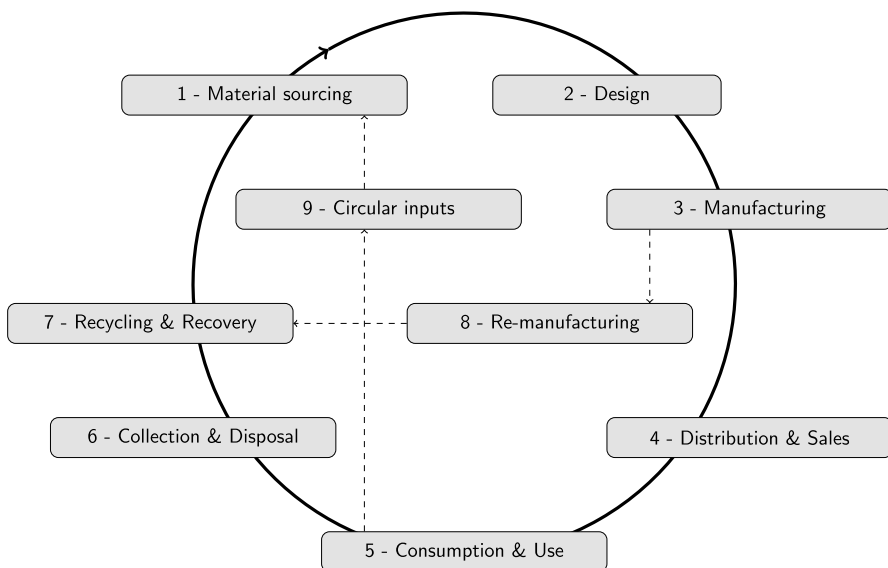 1 - Material sourcing
2 - Design
9 - Circular inputs
3 - Manufacturing
7 - Recycling & Recovery
8 - Re-manufacturing
6 - Collection & Disposal
4 - Distribution & Sales
5 - Consumption & Use